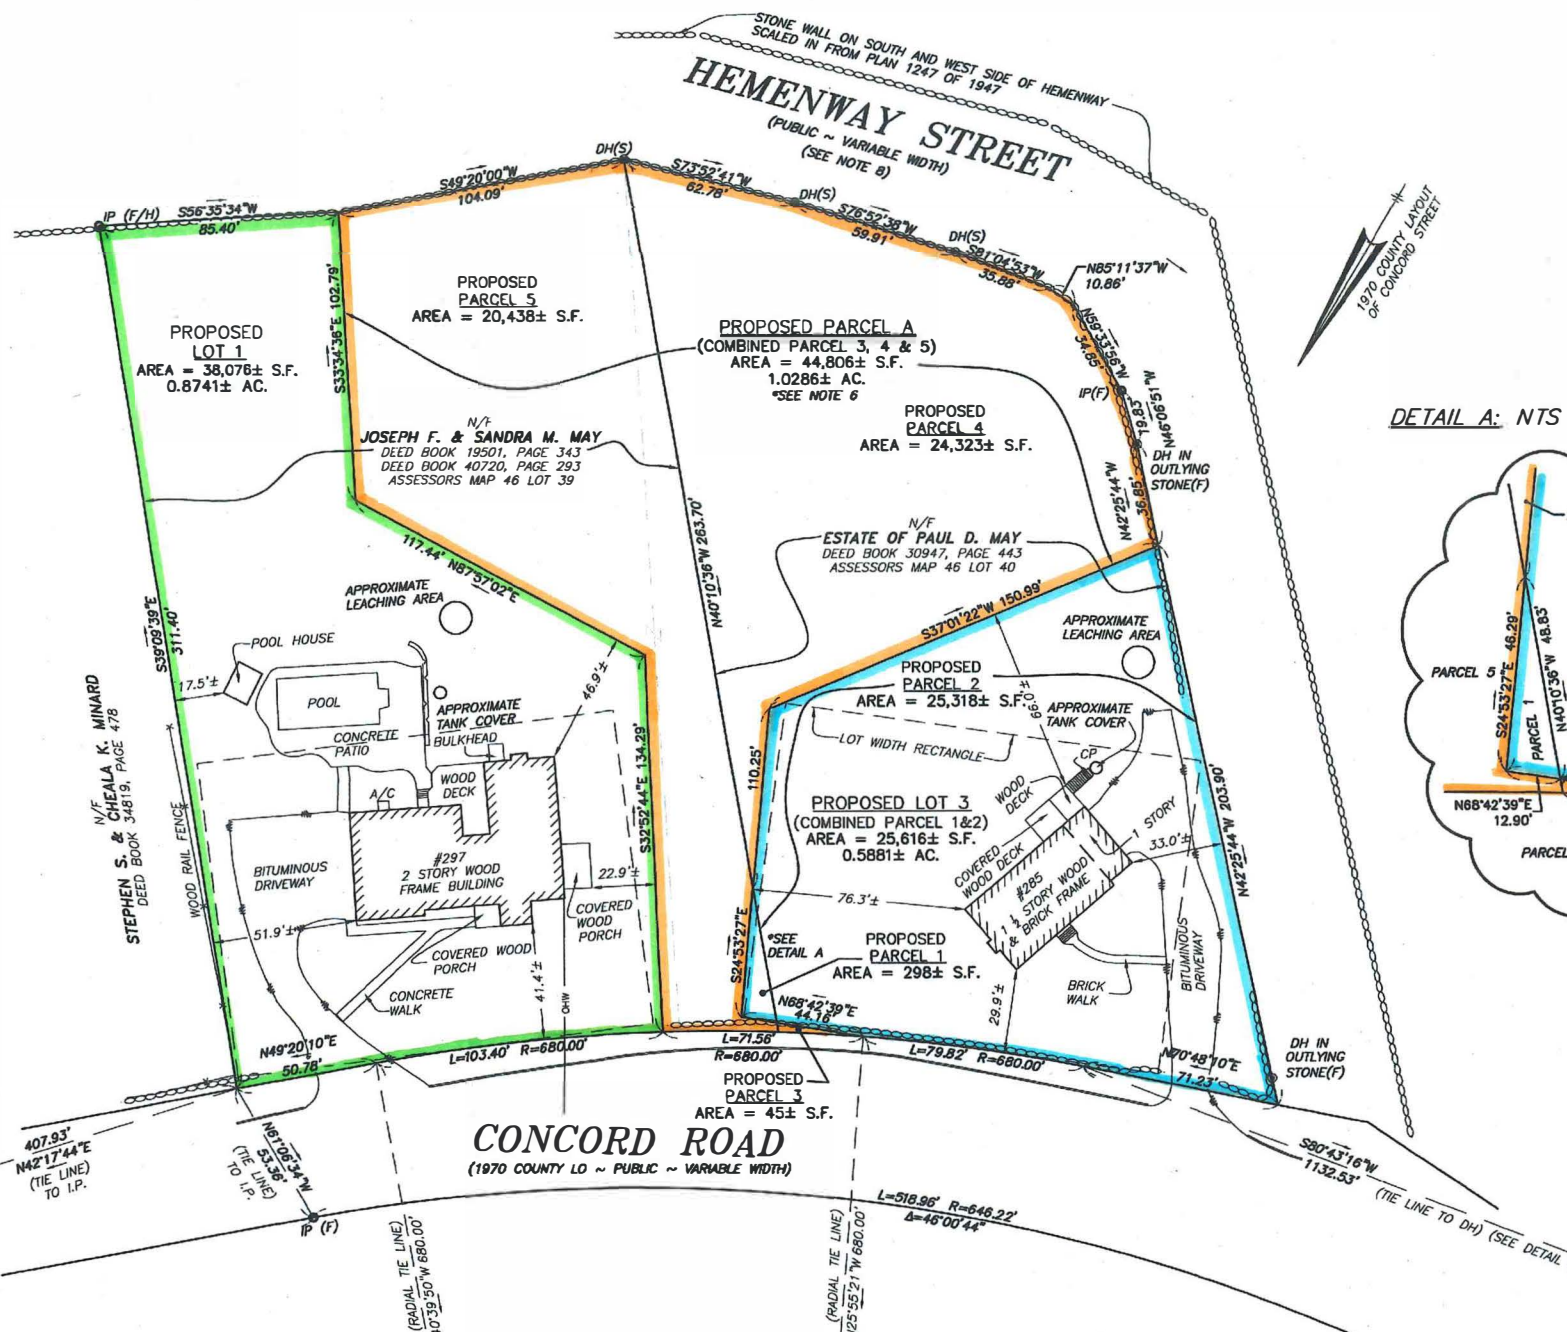 STONE WALL ON SOUTH AND WEST SIDE OF HEMENWAY
SCALED IN FROM PLAN 1247 OF 1947
HEMENWAY STREET
(PUBLIC ~ VARIABLE WIDTH)
(SEE NOTE 8)
1970 COUNTY LAYOUT
OF CONCORD STREET
DH(S)
S49°20'00"W
104.09'
S73°52'41"W
62.78'
DH(S)
S76°52'38"W
59.91'
DH(S)
S81°04'53"W
35.88'
N85°11'37"W
10.86'
N59°33'56"W
34.65'
IP(F)
N46°06'51"W
19.83'
DH IN
OUTLYING
STONE(F)
N42°25'44"W
36.85'
IP (F/H)
S56°35'34"W
85.40'
S33°34'36"E 102.79'
PROPOSED
LOT 1
AREA = 38,076± S.F.
0.8741± AC.
PROPOSED
PARCEL 5
AREA = 20,438± S.F.
PROPOSED PARCEL A
(COMBINED PARCEL 3, 4 & 5)
AREA = 44,806± S.F.
1.0286± AC.
*SEE NOTE 6
PROPOSED
PARCEL 4
AREA = 24,323± S.F.
DETAIL A: NTS
N/F
JOSEPH F. & SANDRA M. MAY
DEED BOOK 19501, PAGE 343
DEED BOOK 40720, PAGE 293
ASSESSORS MAP 46 LOT 39
N/F
ESTATE OF PAUL D. MAY
DEED BOOK 30947, PAGE 443
ASSESSORS MAP 46 LOT 40
117.44' N87°57'02"E
N40°10'36"W 263.70'
S37°01'22"W 150.99'
S39°09'39"E
311.40'
APPROXIMATE
LEACHING AREA
APPROXIMATE
LEACHING AREA
POOL HOUSE
17.5'±
POOL
CONCRETE
PATIO
APPROXIMATE
TANK COVER
BULKHEAD
46.9'±
WOOD
DECK
A/C
S32°52'44"E 134.29'
N/F
STEPHEN S. & CHEALA K. MINARD
DEED BOOK 34819, PAGE 478
WOOD RAIL FENCE
BITUMINOUS
DRIVEWAY
#297
2 STORY WOOD
FRAME BUILDING
22.9'±
COVERED
WOOD
PORCH
51.9'±
COVERED WOOD
PORCH
CONCRETE
WALK
41.4'±
OHW
PROPOSED
PARCEL 2
AREA = 25,318± S.F.
66.0'±
APPROXIMATE
TANK COVER
LOT WIDTH RECTANGLE
110.25'
CP
WOOD
DECK
PROPOSED LOT 3
(COMBINED PARCEL 1&2)
AREA = 25,616± S.F.
0.5881± AC.
COVERED
WOOD DECK
1 STORY
#285
1 ½ STORY WOOD
& BRICK FRAME
33.0'±
N42°25'44"W 203.90'
76.3'±
S24°53'27"E
*SEE
DETAIL A
PROPOSED
PARCEL 1
AREA = 298± S.F.
BRICK
WALK
BITUMINOUS
DRIVEWAY
29.9'±
N68°42'39"E
44.16'
PARCEL 5
S24°53'27"E 46.29'
PARCEL 1
N40°10'36"W 48.83'
N68°42'39"E
12.90'
PARCEL
N49°20'10"E
50.78'
L=103.40' R=680.00'
L=71.56'
R=680.00'
L=79.82' R=680.00'
N70°48'10"E
71.23'
DH IN
OUTLYING
STONE(F)
PROPOSED
PARCEL 3
AREA = 45± S.F.
CONCORD ROAD
(1970 COUNTY LO ~ PUBLIC ~ VARIABLE WIDTH)
407.93'
N42°17'44"E
(TIE LINE)
TO I.P.
N61°06'34"W
53.36'
(TIE LINE)
TO I.P.
IP (F)
S80°43'16"W
1132.53'
(TIE LINE TO DH) (SEE DETAIL
L=518.96' R=646.22'
Δ=46°00'44"
(RADIAL TIE LINE)
0°39'50"W 680.00'
(RADIAL TIE LINE)
25°55'21"W 680.00'